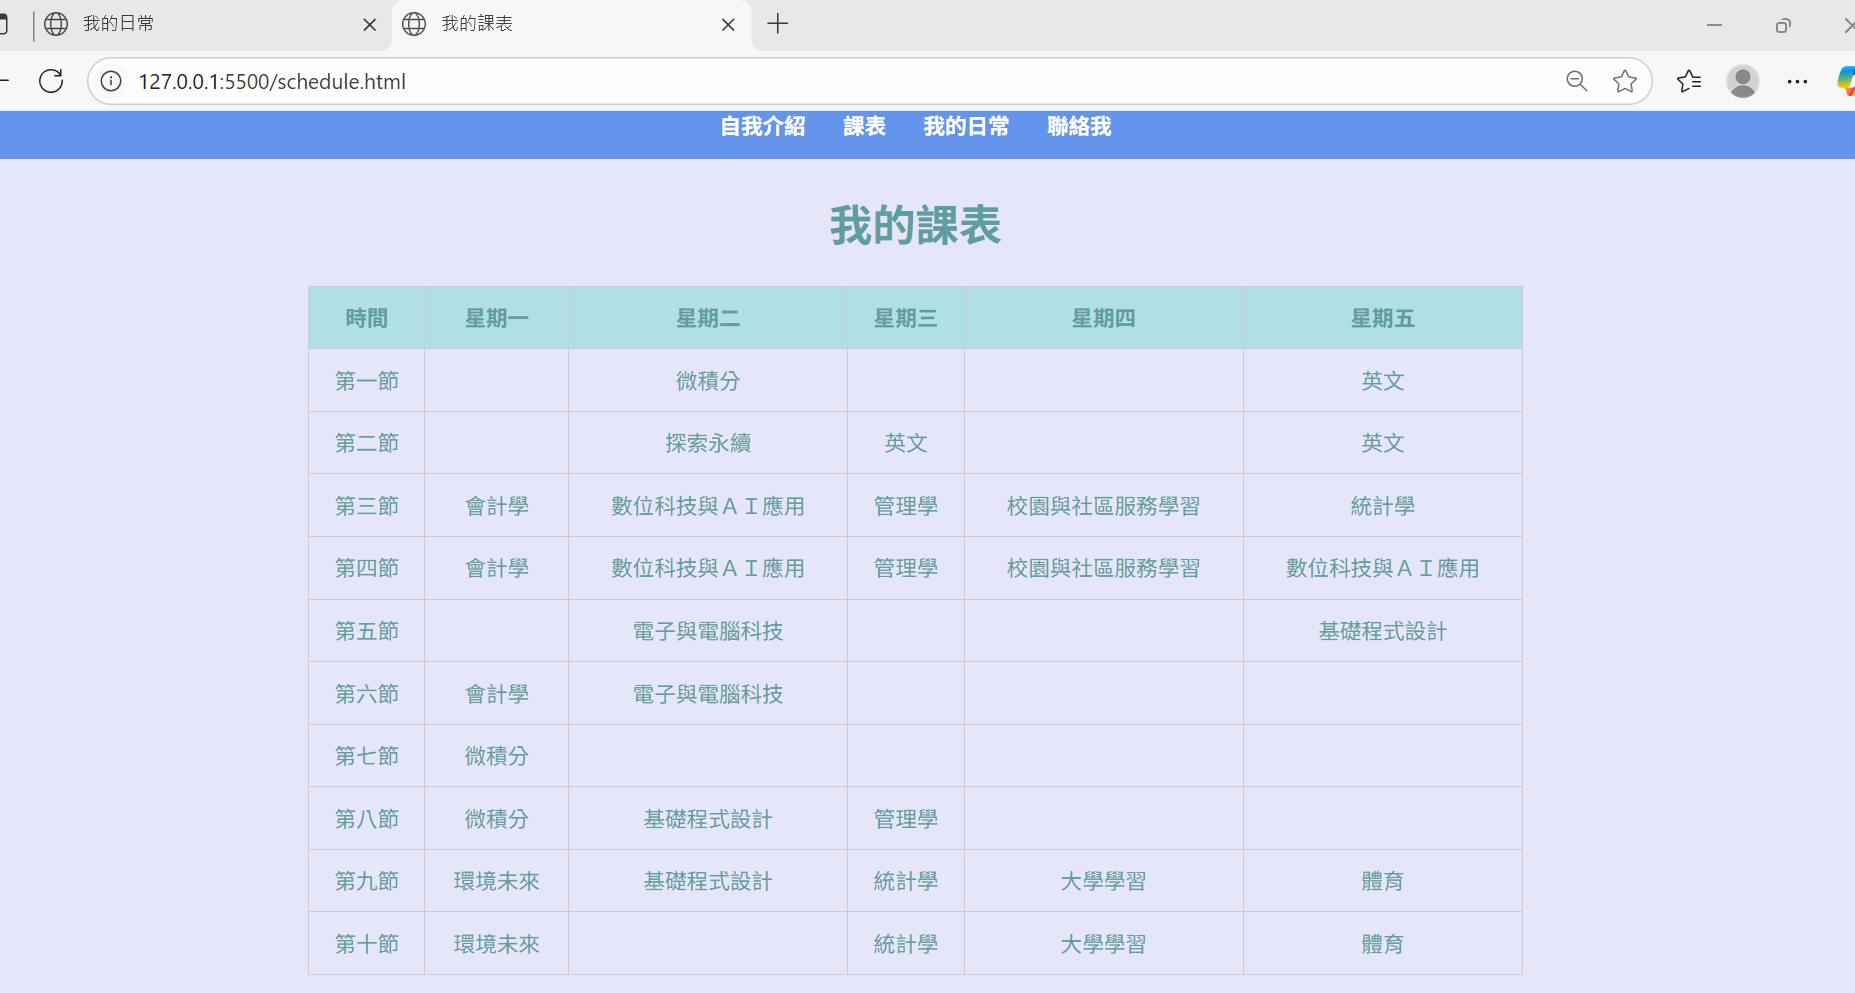 我的日常
我的課表
127.0.0.1:5500/schedule.html
自我介紹 課表 我的日常 聯絡我
我的課表
時間 星期一 星期二 星期三 星期四 星期五
第一節 微積分 英文
第二節 探索永續 英文 英文
第三節 會計學 數位科技與ＡＩ應用 管理學 校園與社區服務學習 統計學
第四節 會計學 數位科技與ＡＩ應用 管理學 校園與社區服務學習 數位科技與ＡＩ應用
第五節 電子與電腦科技 基礎程式設計
第六節 會計學 電子與電腦科技
第七節 微積分
第八節 微積分 基礎程式設計 管理學
第九節 環境未來 基礎程式設計 統計學 大學學習 體育
第十節 環境未來 統計學 大學學習 體育